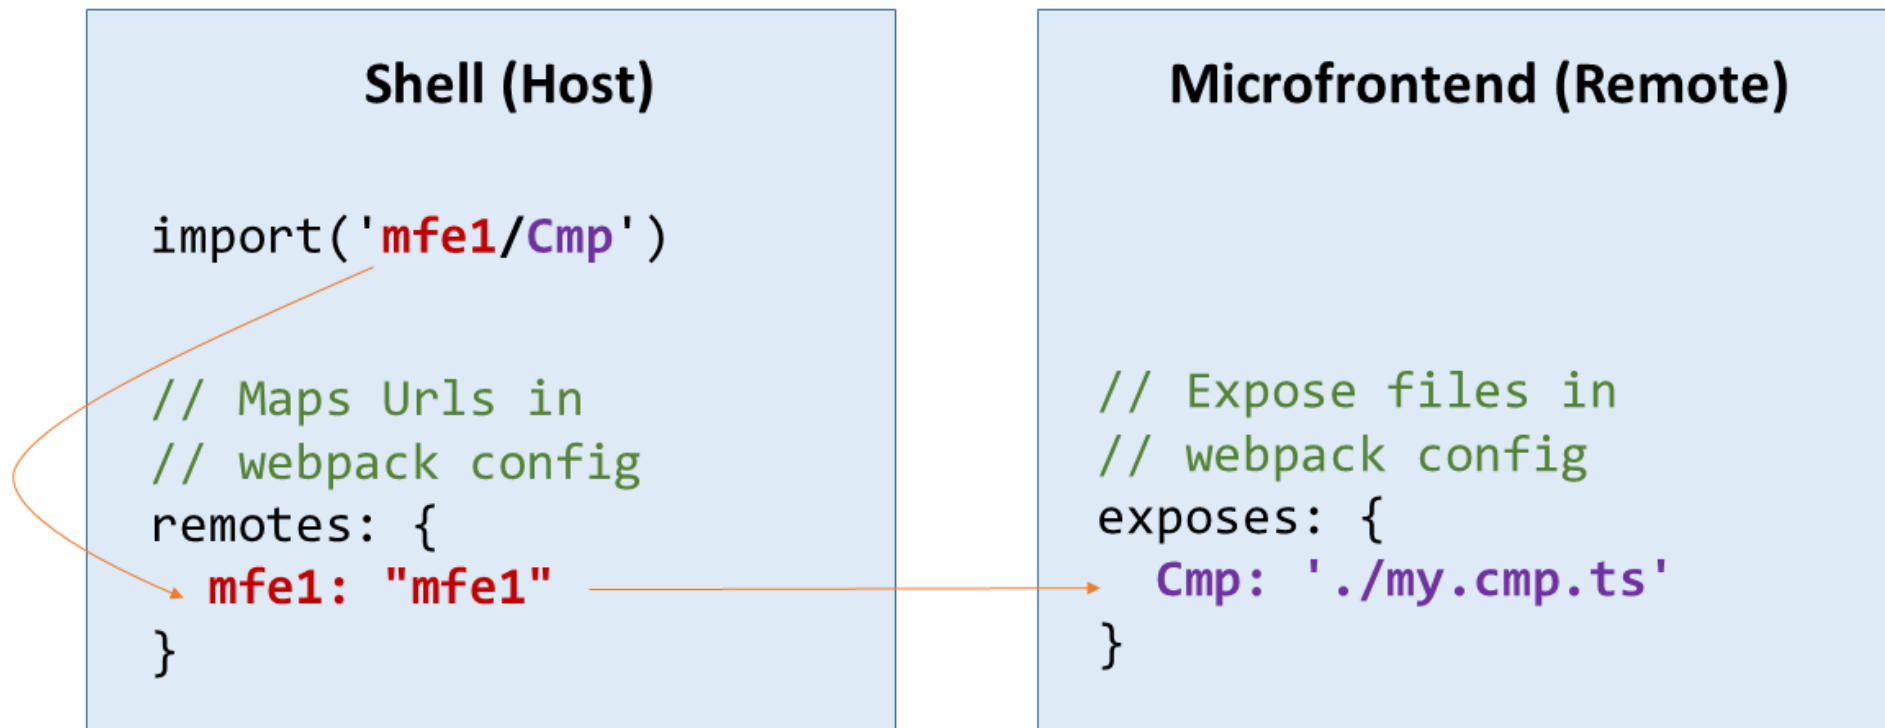 Shell (Host)
import('mfe1/Cmp')
// Maps Urls in
// webpack config
remotes: {
mfe1: "mfe1"
}
Microfrontend (Remote)
// Expose files in
// webpack config
exposes: {
Cmp: './my.cmp.ts'
}